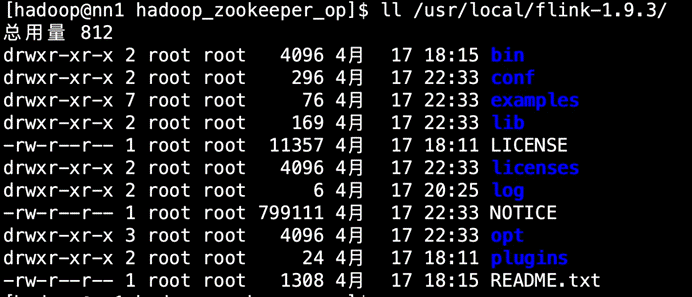 [hadoop@nn1 hadoop_zookeeper_op]$ ll /usr/local/flink-1.9.3/
总用量 812
drwxr-xr-x 2 root root   4096 4月  17 18:15 bin
drwxr-xr-x 2 root root    296 4月  17 22:33 conf
drwxr-xr-x 7 root root     76 4月  17 22:33 examples
drwxr-xr-x 2 root root    169 4月  17 22:33 lib
-rw-r--r-- 1 root root  11357 4月  17 18:11 LICENSE
drwxr-xr-x 2 root root   4096 4月  17 22:33 licenses
drwxr-xr-x 2 root root      6 4月  17 20:25 log
-rw-r--r-- 1 root root 799111 4月  17 22:33 NOTICE
drwxr-xr-x 3 root root   4096 4月  17 22:33 opt
drwxr-xr-x 2 root root     24 4月  17 18:11 plugins
-rw-r--r-- 1 root root   1308 4月  17 18:15 README.txt